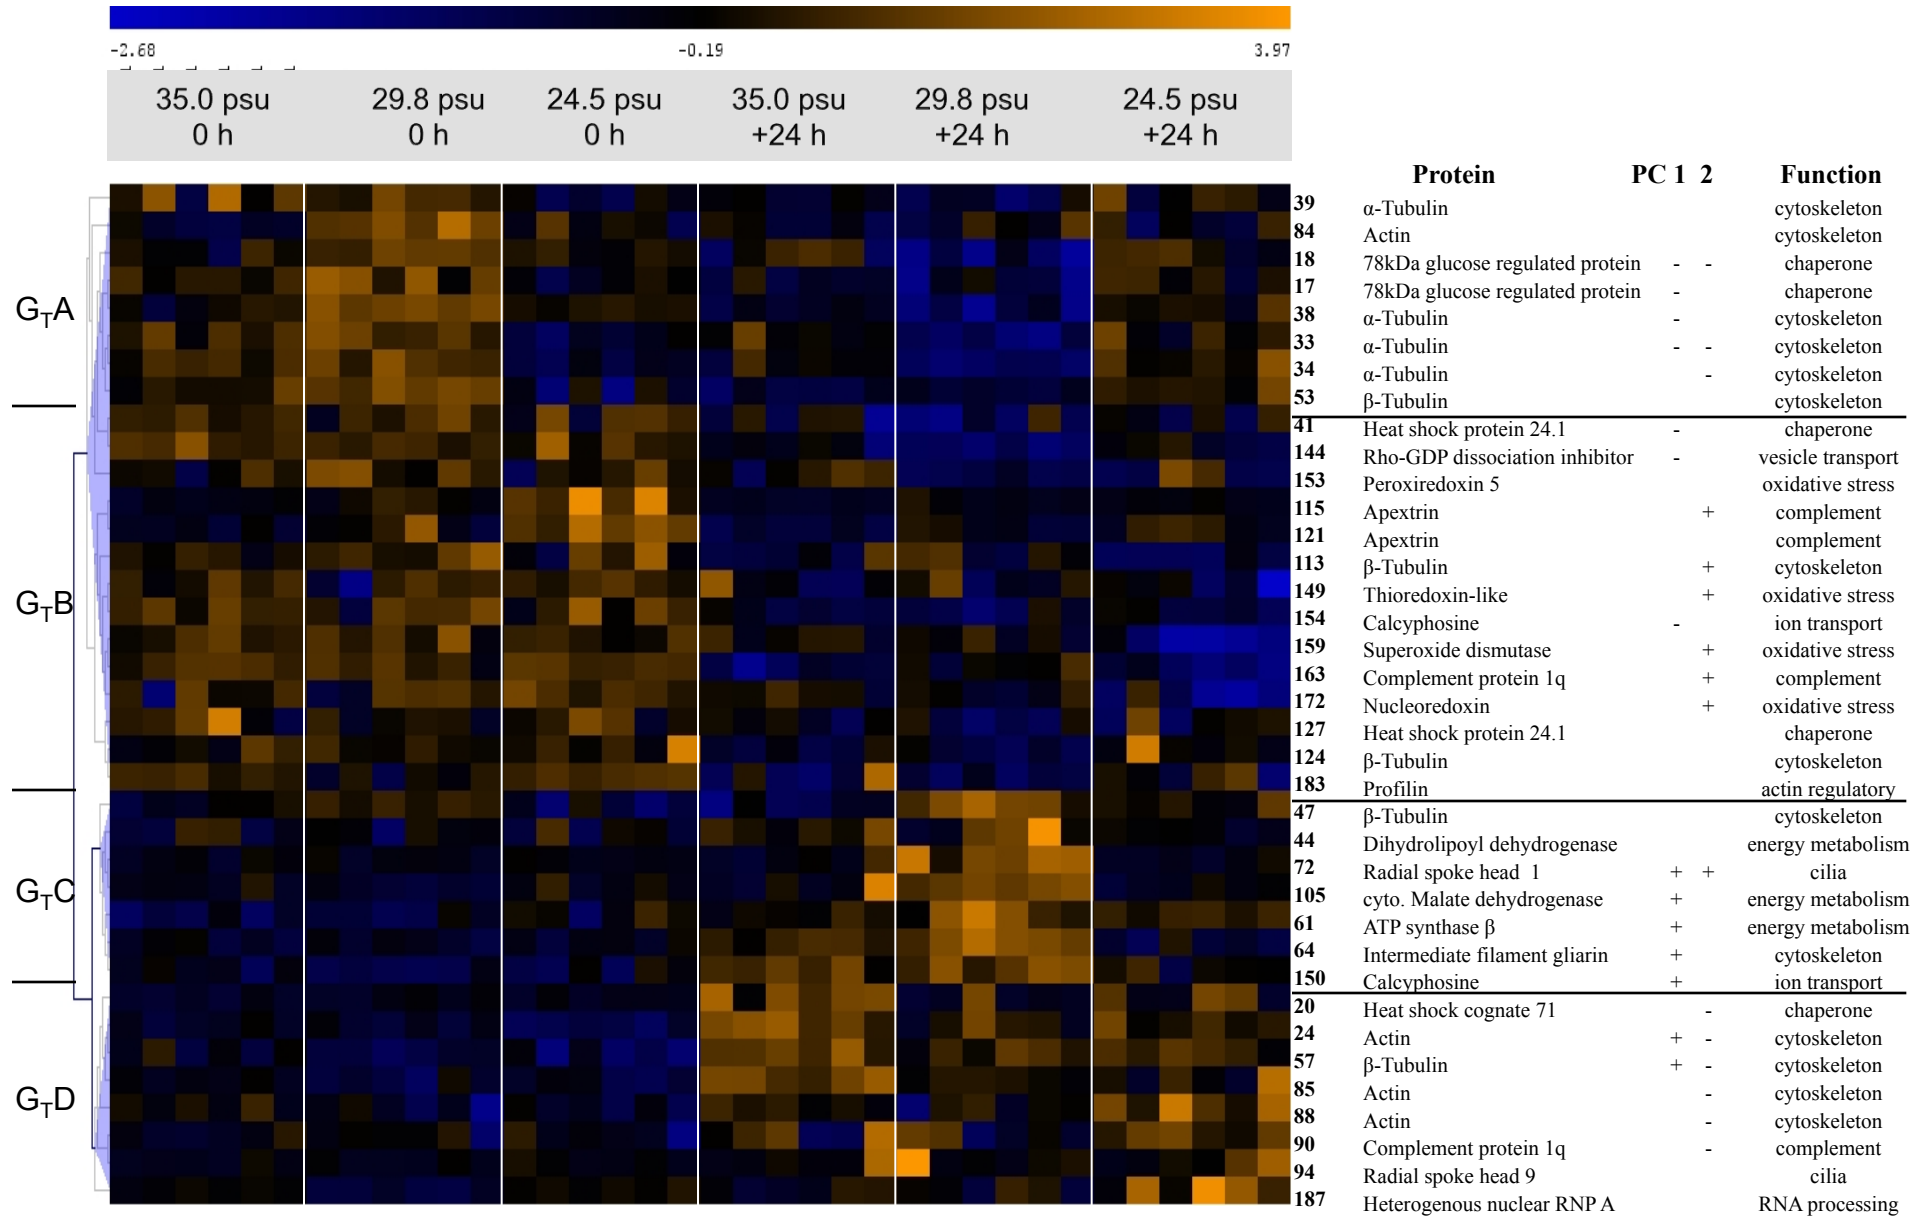 -2.68 -0.19 3.97
35.0 psu 29.8 psu 24.5 psu 35.0 psu 29.8 psu 24.5 psu
0 h 0 h 0 h +24 h +24 h +24 h
Protein PC 1 2 Function
39 α-Tubulin cytoskeleton
84 Actin cytoskeleton
18 78kDa glucose regulated protein - - chaperone
17 78kDa glucose regulated protein - chaperone
GTA
38 α-Tubulin - cytoskeleton
33 α-Tubulin - - cytoskeleton
34 α-Tubulin - cytoskeleton
53 β-Tubulin cytoskeleton
41 Heat shock protein 24.1 - chaperone
144 Rho-GDP dissociation inhibitor - vesicle transport
153 Peroxiredoxin 5 oxidative stress
115 Apextrin + complement
121 Apextrin complement
113 β-Tubulin + cytoskeleton
GTB
149 Thioredoxin-like + oxidative stress
154 Calcyphosine - ion transport
159 Superoxide dismutase + oxidative stress
163 Complement protein 1q + complement
172 Nucleoredoxin + oxidative stress
127 Heat shock protein 24.1 chaperone
124 β-Tubulin cytoskeleton
183 Profilin actin regulatory
47 β-Tubulin cytoskeleton
44 Dihydrolipoyl dehydrogenase energy metabolism
72 Radial spoke head 1 + + cilia
GTC
105 cyto. Malate dehydrogenase + energy metabolism
61 ATP synthase β + energy metabolism
64 Intermediate filament gliarin + cytoskeleton
150 Calcyphosine + ion transport
20 Heat shock cognate 71 - chaperone
24 Actin + - cytoskeleton
57 β-Tubulin + - cytoskeleton
85 Actin - cytoskeleton
GTD
88 Actin - cytoskeleton
90 Complement protein 1q - complement
94 Radial spoke head 9 cilia
187 Heterogenous nuclear RNP A RNA processing